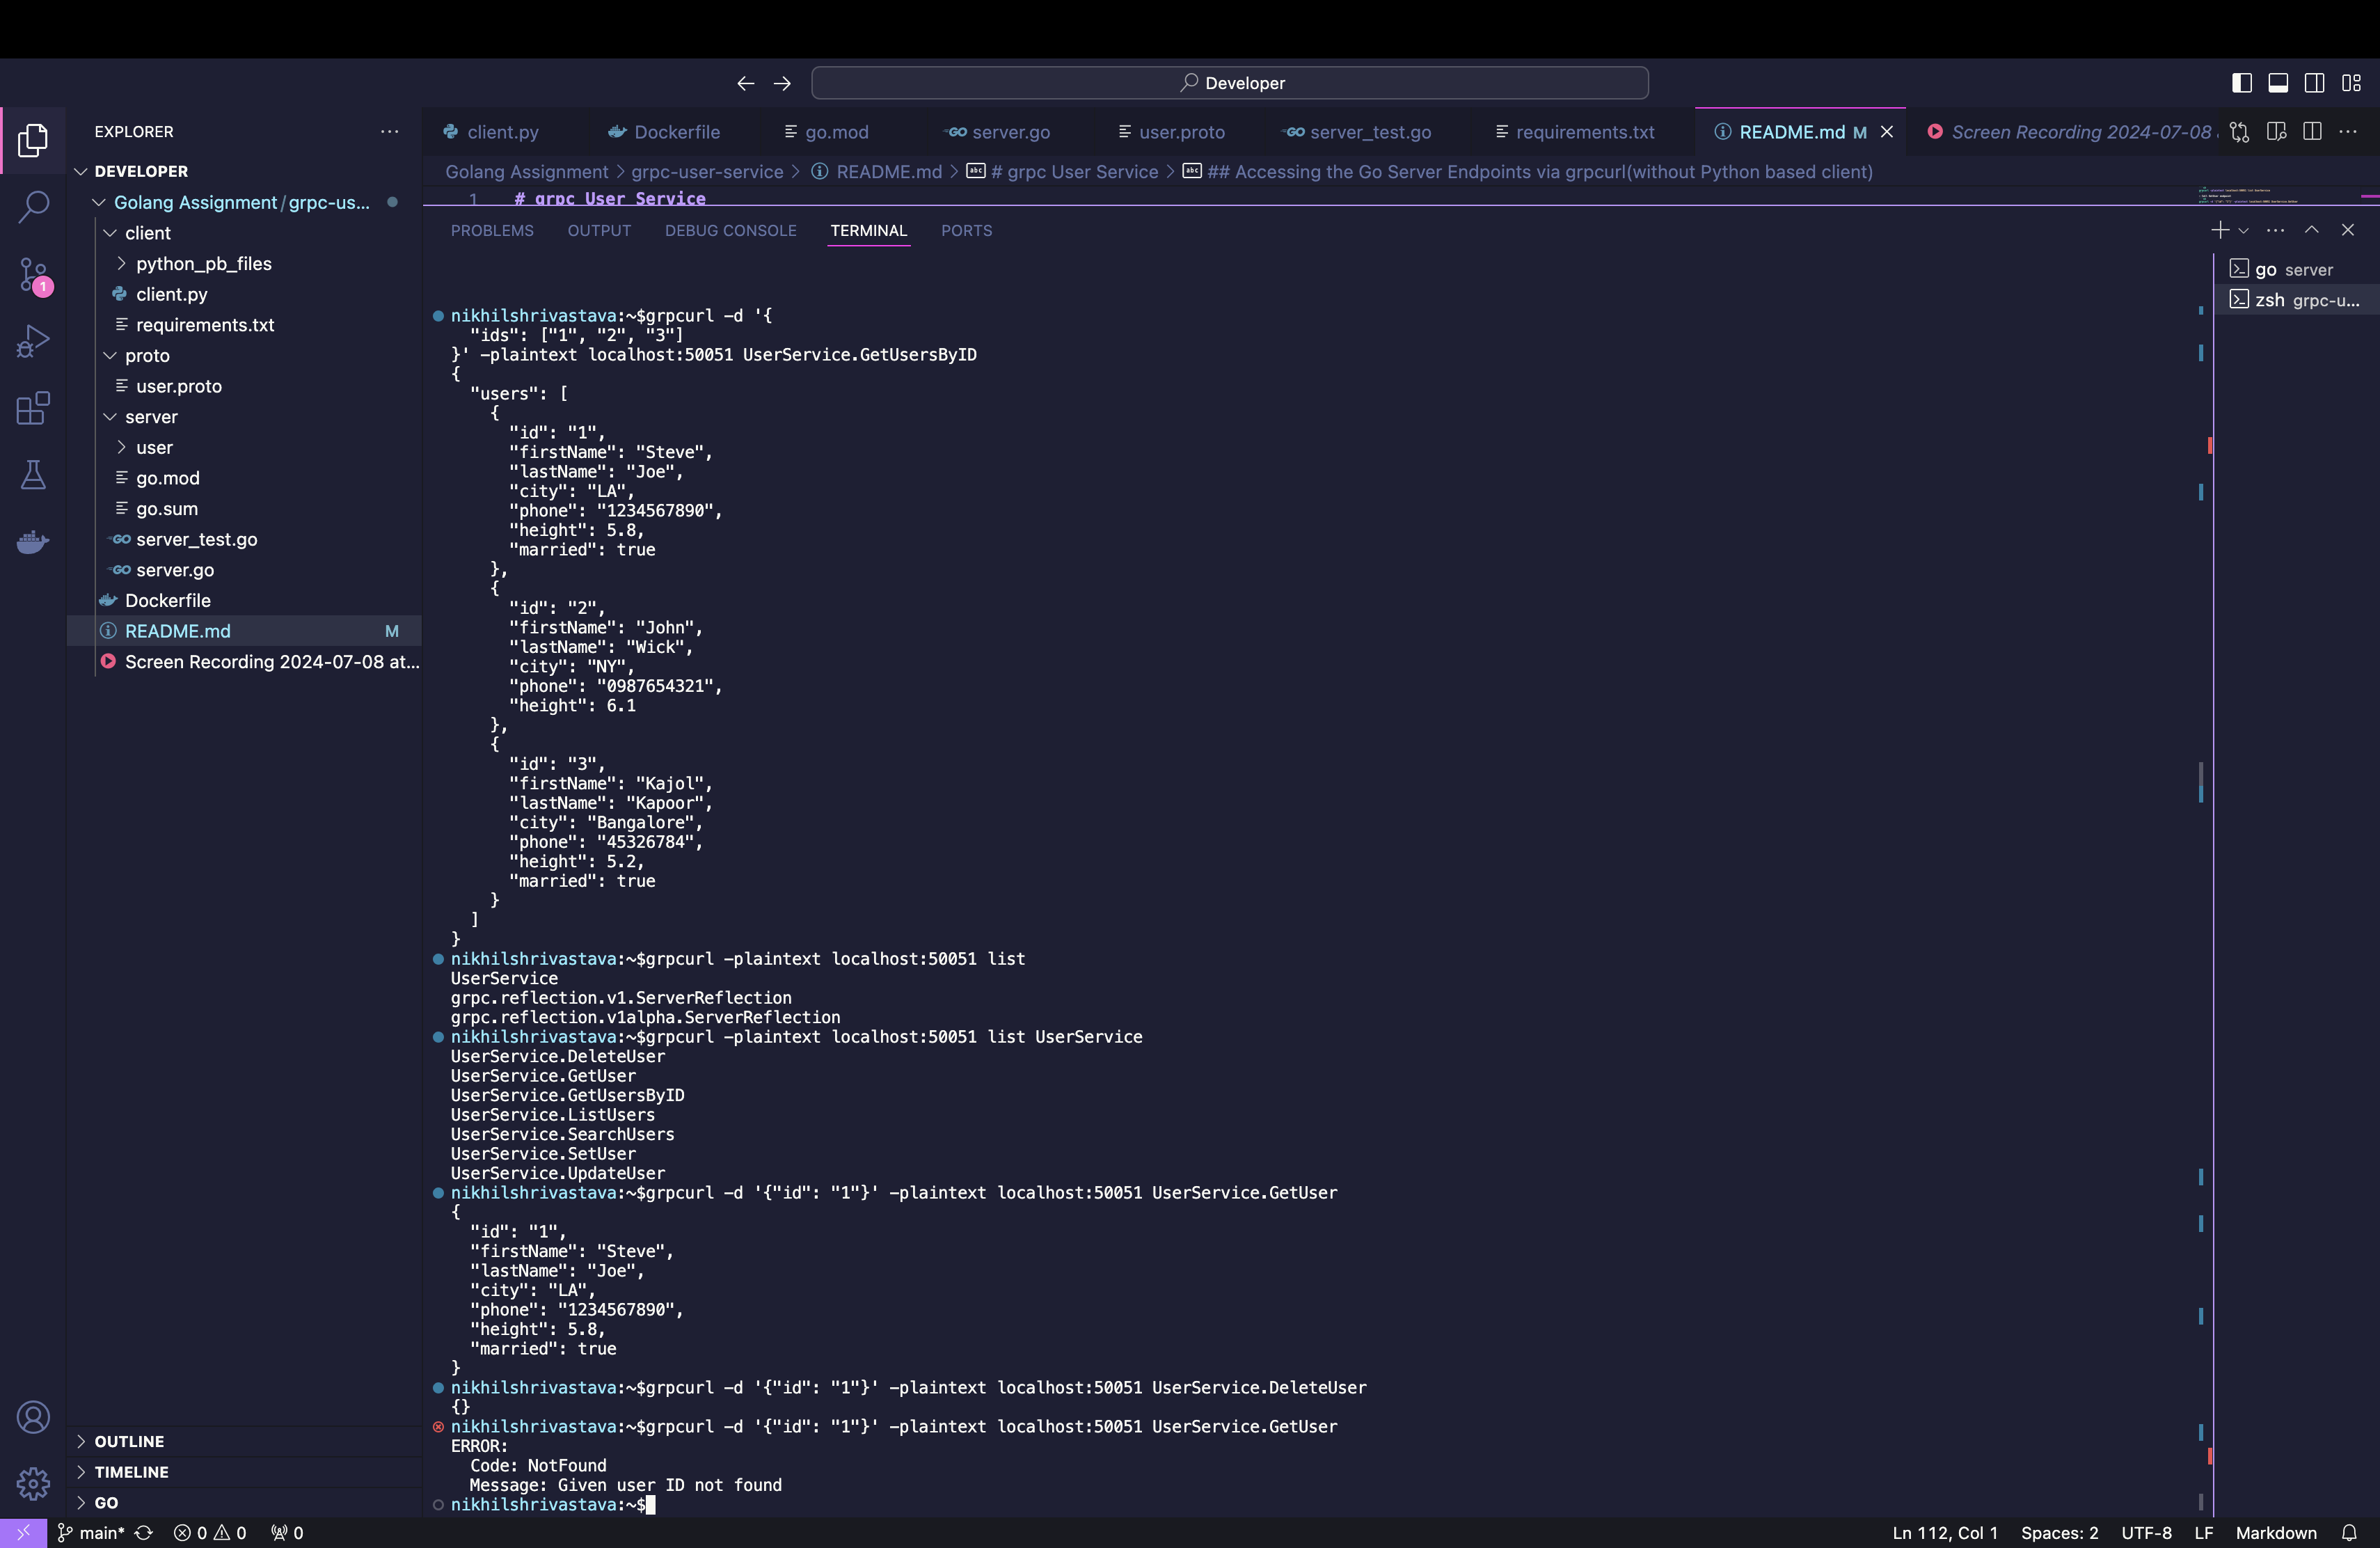 Developer
EXPLORER
client.py
Dockerfile
go.mod
server.go
user.proto
server_test.go
requirements.txt
README.md M
Screen Recording 2024-07-08
DEVELOPER
Golang Assignment > grpc-user-service > README.md > # grpc User Service > ## Accessing the Go Server Endpoints via grpcurl(without Python based client)
1 # grpc User Service
Golang Assignment / grpc-us...
client
python_pb_files
client.py
requirements.txt
proto
user.proto
server
user
go.mod
go.sum
server_test.go
server.go
Dockerfile
README.md M
Screen Recording 2024-07-08 at...
OUTLINE
TIMELINE
GO
PROBLEMS OUTPUT DEBUG CONSOLE TERMINAL PORTS
go server
zsh grpc-u...
nikhilshrivastava:~$grpcurl -d '{
"ids": ["1", "2", "3"]
}' -plaintext localhost:50051 UserService.GetUsersByID
{
"users": [
{
"id": "1",
"firstName": "Steve",
"lastName": "Joe",
"city": "LA",
"phone": "1234567890",
"height": 5.8,
"married": true
},
{
"id": "2",
"firstName": "John",
"lastName": "Wick",
"city": "NY",
"phone": "0987654321",
"height": 6.1
},
{
"id": "3",
"firstName": "Kajol",
"lastName": "Kapoor",
"city": "Bangalore",
"phone": "45326784",
"height": 5.2,
"married": true
}
]
}
nikhilshrivastava:~$grpcurl -plaintext localhost:50051 list
UserService
grpc.reflection.v1.ServerReflection
grpc.reflection.v1alpha.ServerReflection
nikhilshrivastava:~$grpcurl -plaintext localhost:50051 list UserService
UserService.DeleteUser
UserService.GetUser
UserService.GetUsersByID
UserService.ListUsers
UserService.SearchUsers
UserService.SetUser
UserService.UpdateUser
nikhilshrivastava:~$grpcurl -d '{"id": "1"}' -plaintext localhost:50051 UserService.GetUser
{
"id": "1",
"firstName": "Steve",
"lastName": "Joe",
"city": "LA",
"phone": "1234567890",
"height": 5.8,
"married": true
}
nikhilshrivastava:~$grpcurl -d '{"id": "1"}' -plaintext localhost:50051 UserService.DeleteUser
{}
nikhilshrivastava:~$grpcurl -d '{"id": "1"}' -plaintext localhost:50051 UserService.GetUser
ERROR:
Code: NotFound
Message: Given user ID not found
nikhilshrivastava:~$
1
main* 0 0 0
Ln 112, Col 1 Spaces: 2 UTF-8 LF Markdown